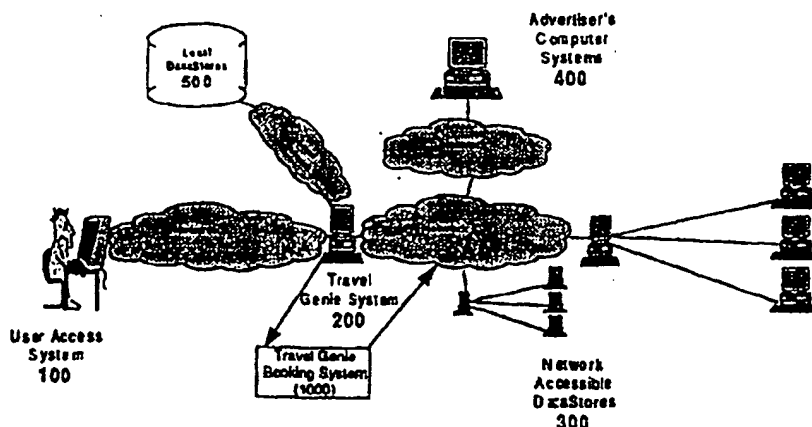 Local
DataStores
500
Advertiser's
Computer
Systems
400
Travel
Genie System
200
User Access
System
100
Travel Genie
Booking System
(1000)
Network
Accessible
DataStores
300